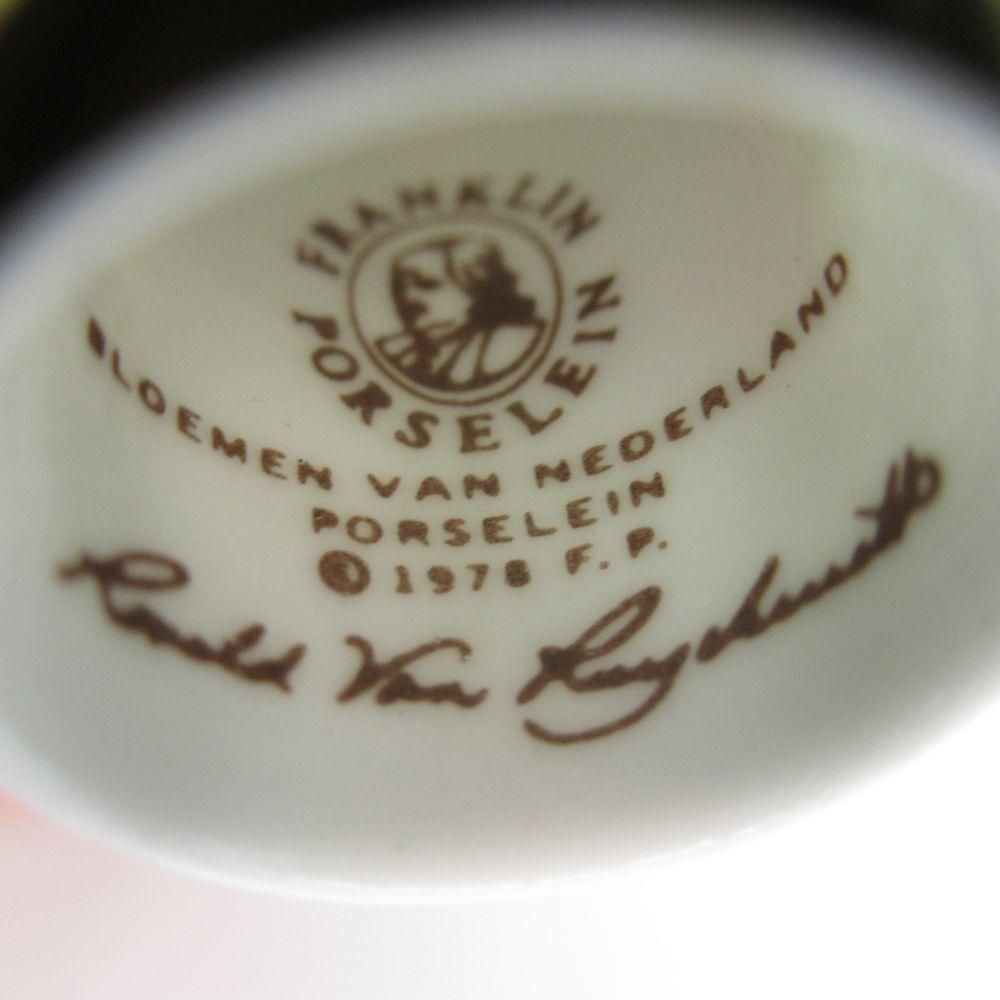 FRANKLIN PORSELEIN
BLOEMEN VAN NEDERLAND
PORSELEIN
© 1978 F. P.
Ronald Van Ruyckevelt